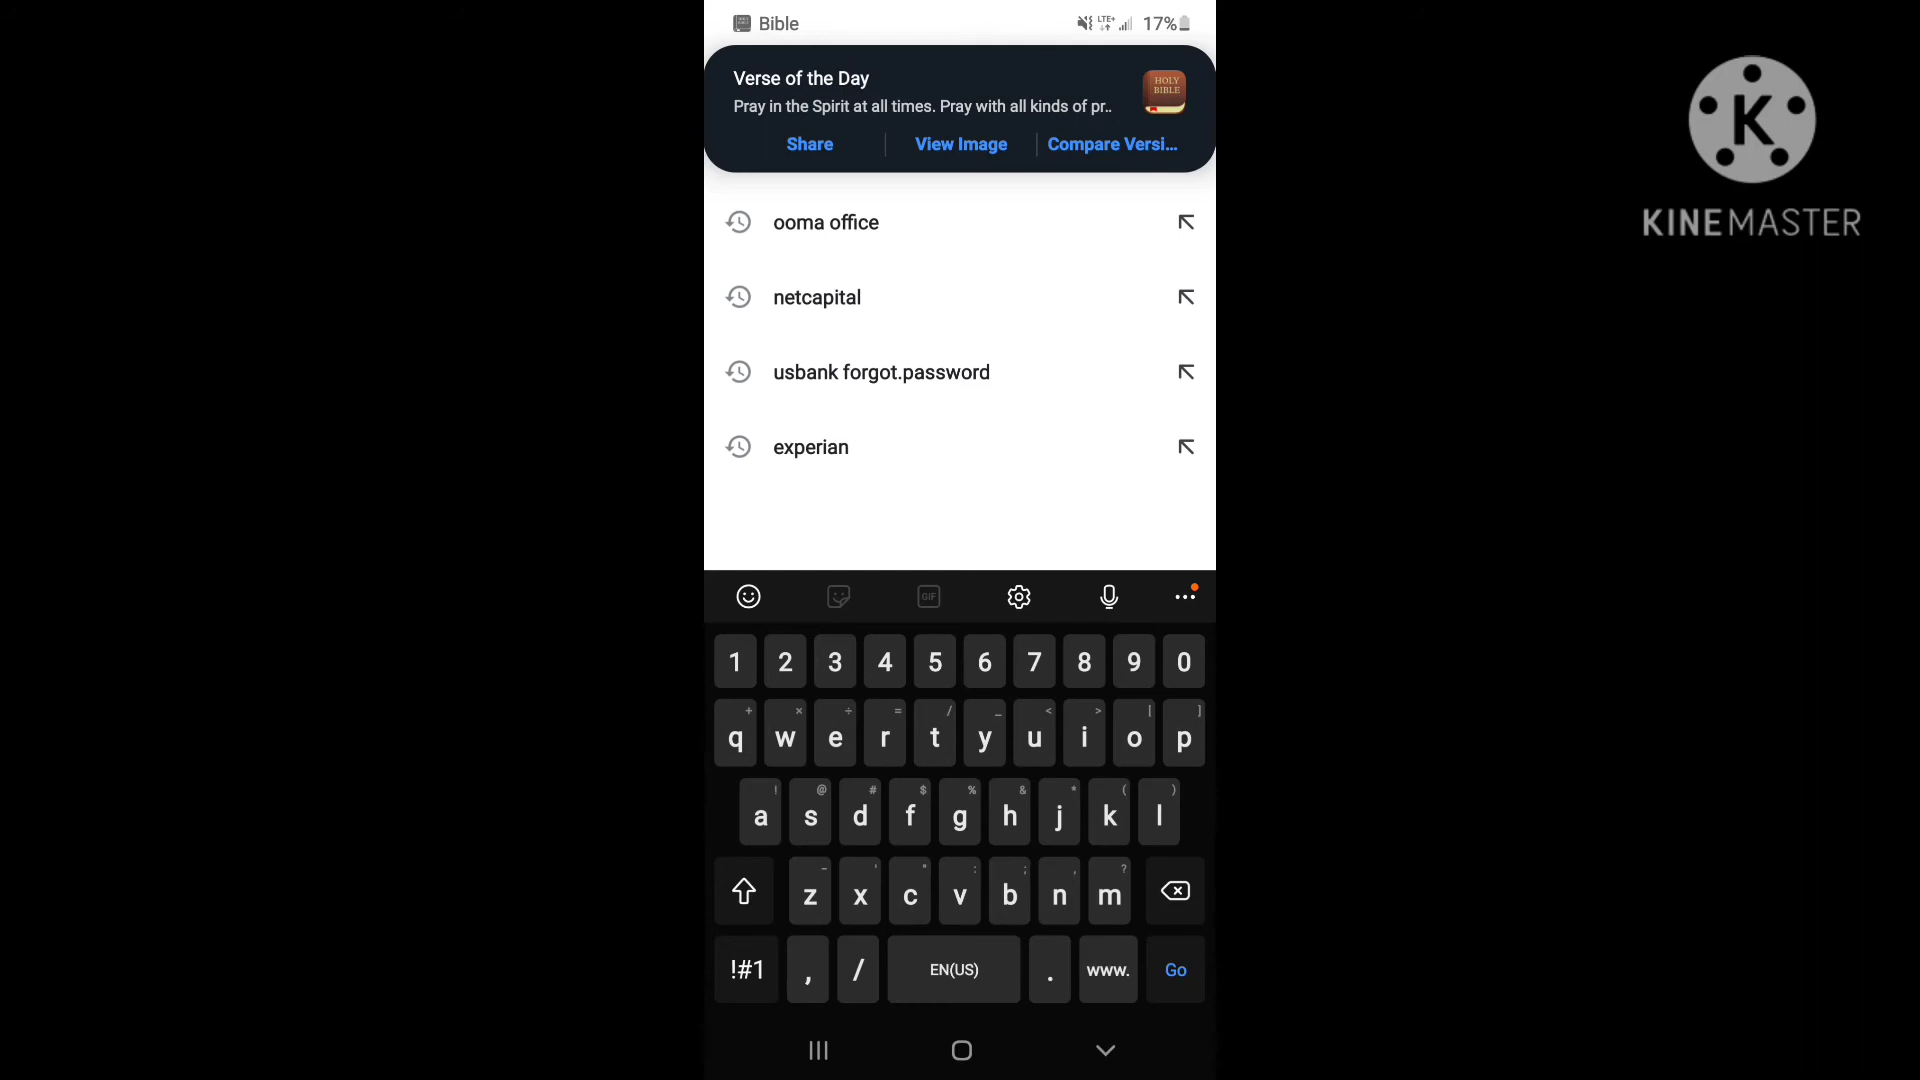 Bible
LTE+ 17%
Verse of the Day
Pray in the Spirit at all times. Pray with all kinds of pr..
HOLY
BIBLE
Share
View Image
Compare Versi...
K
KINEMASTER
ooma office
netcapital
usbank forgot.password
experian
GIF
1 2 3 4 5 6 7 8 9 0
+ × ÷ = / _ < > [ ]
q w e r t y u i o p
! @ # $ % & * ( )
a s d f g h j k l
- ' " : ; , ?
z x c v b n m
!#1 , / EN(US) . www. Go